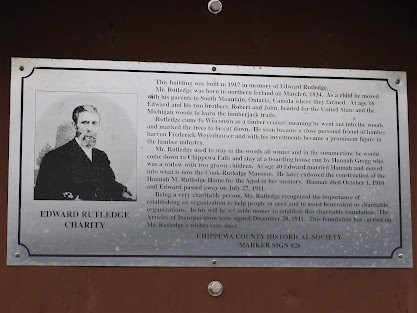 This building was built in 1917 in memory of Edward Rutledge.
Mr. Rutledge was born in northern Ireland on March 6, 1834. As a child he moved
with his parents to South Mountain, Ontario, Canada where they farmed. At age 16
Edward and his two brothers, Robert and John, headed for the United State and the
Michigan woods to learn the lumberjack trade.
Rutledge came to Wisconsin as a timber cruiser, meaning he went out into the woods
and marked the trees to be cut down. He soon became a close personal friend of lumber
barron Frederick Weyerhauser and with his investments became a prominent figure in
the lumber industry.
Mr. Rutledge used to stay in the woods all winter and in the summertime he would
come down to Chippewa Falls and stay at a boarding house run by Hannah Gregg who
was a widow with two grown children. At age 40 Edward married Hannah and moved
into what is now the Cook-Rutledge Mansion. He later endowed the construction of the
Hannah M. Rutledge Home for the Aged in her memory. Hannah died October 1, 1910
and Edward passed away on July 27, 1911.
Being a very charitable person, Mr. Rutledge recognized the importance of
establishing an organization to help people in need and to assist benevolent or charitable
organizations. In his will he set aside money to establish this charitable foundation. The
Articles of Incorporation were signed December 20, 1911. This foundation has carried on
Mr. Rutledge's wishes ever since.
CHIPPEWA COUNTY HISTORICAL SOCIETY
MARKER SIGN #26
EDWARD RUTLEDGE
CHARITY